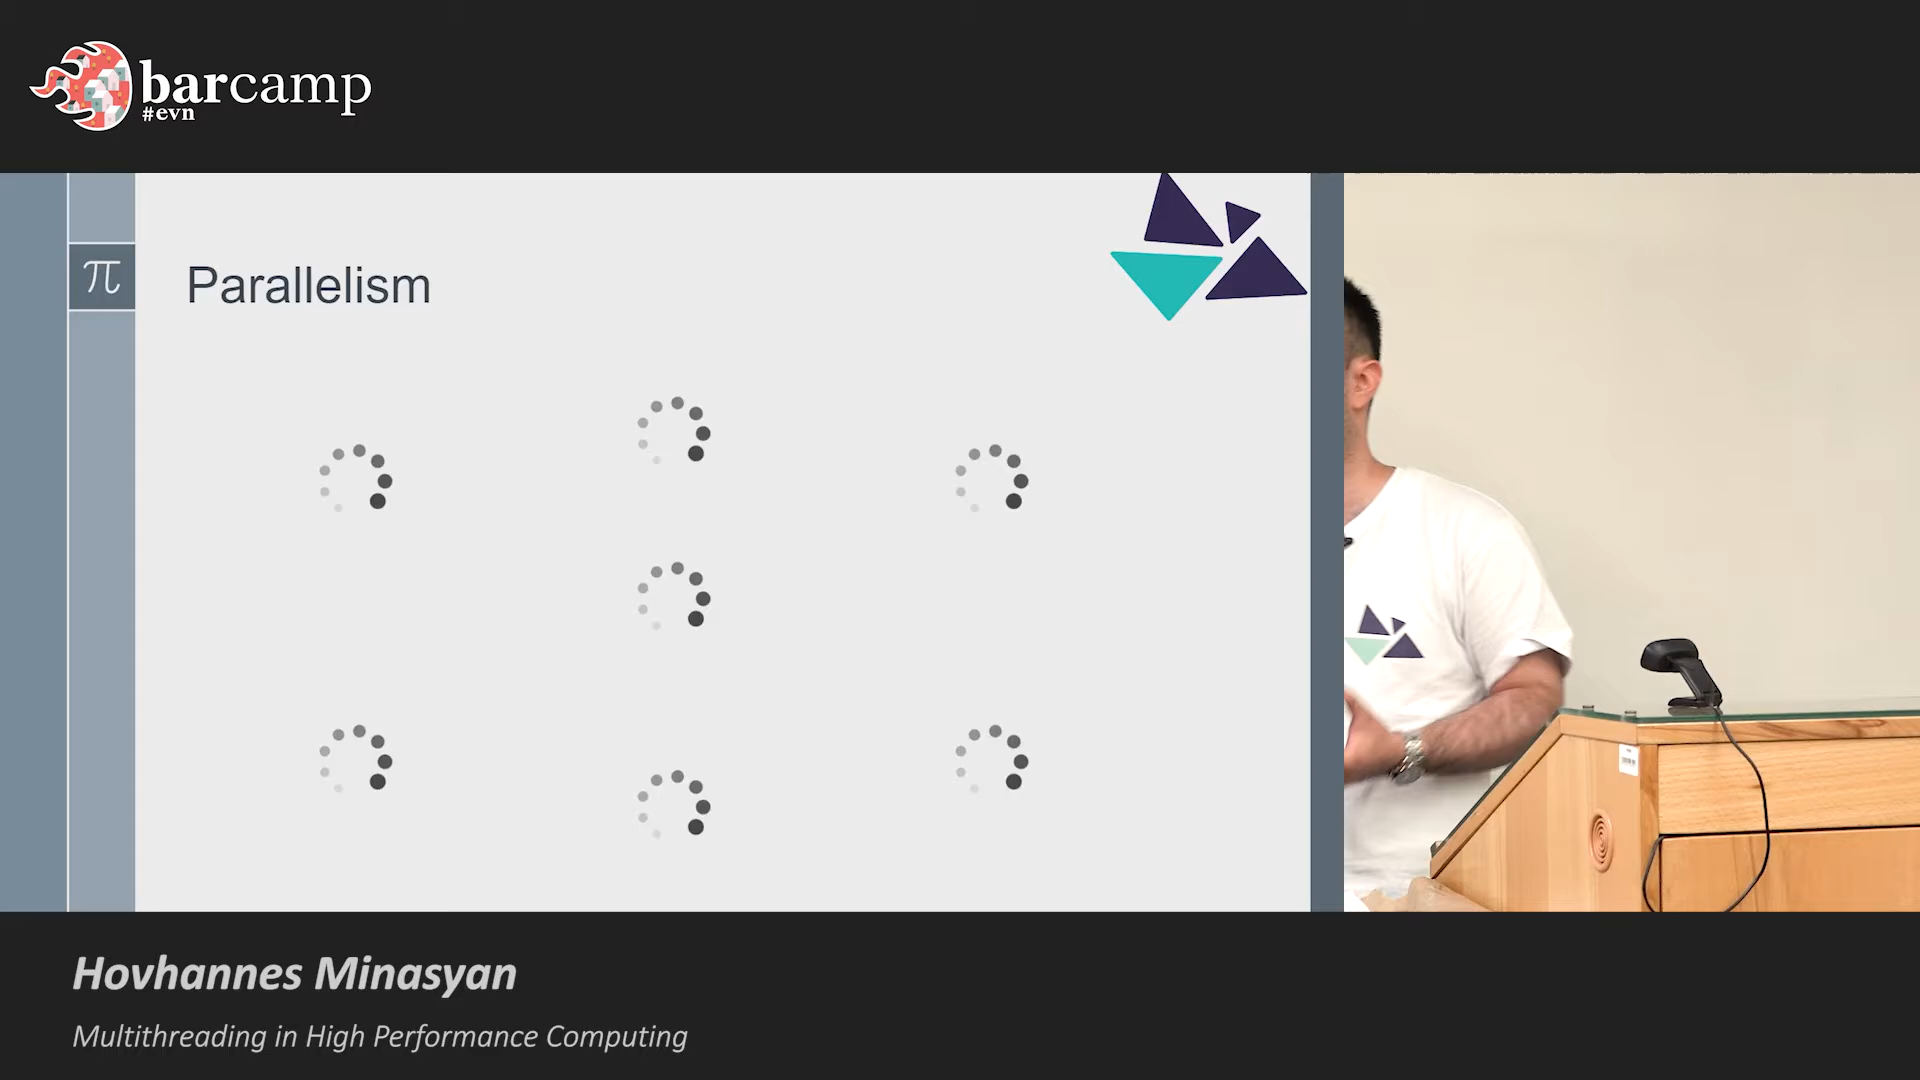 barcamp
#evn
π
Parallelism
Hovhannes Minasyan
Multithreading in High Performance Computing